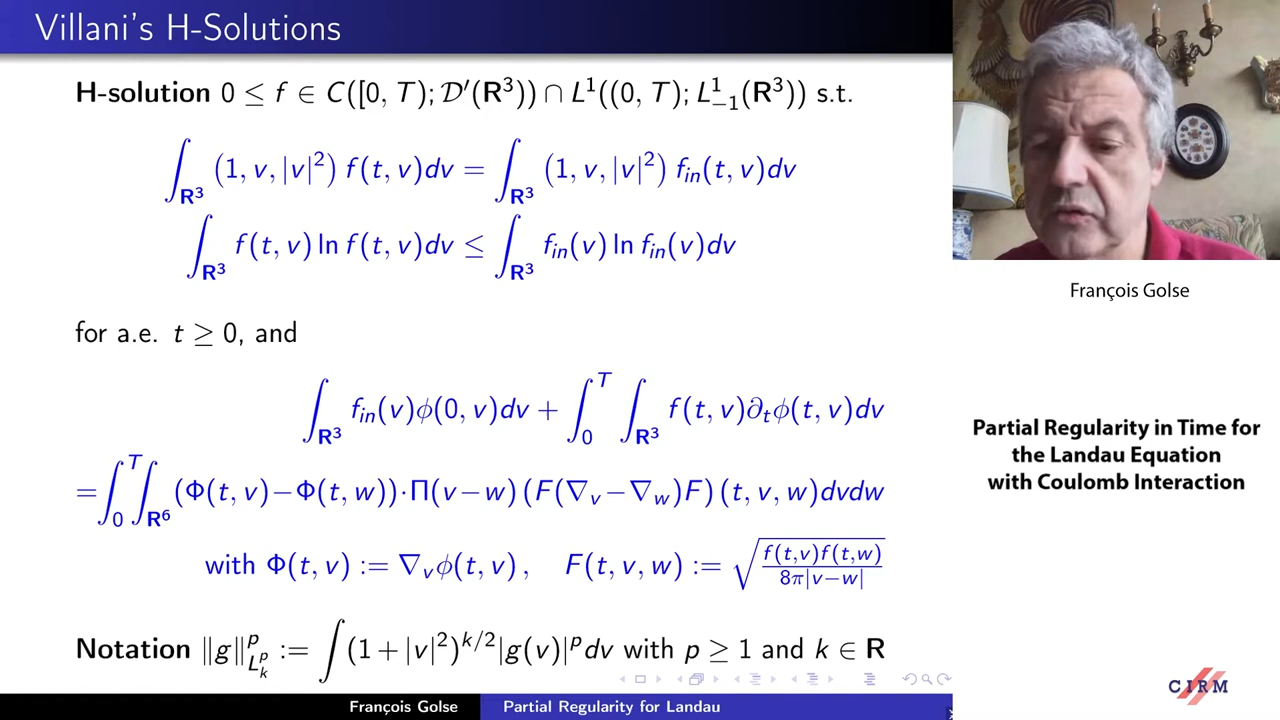 Villani's H-Solutions
H-solution 0 ≤ f ∈ C([0, T); 𝒟′(R³)) ∩ L¹((0, T); L¹₋₁(R³)) s.t.
∫_{R³} (1, v, |v|²) f(t, v)dv = ∫_{R³} (1, v, |v|²) f_{in}(t, v)dv
∫_{R³} f(t, v) ln f(t, v)dv ≤ ∫_{R³} f_{in}(v) ln f_{in}(v)dv
for a.e. t ≥ 0, and
∫_{R³} f_{in}(v)ϕ(0, v)dv + ∫₀ᵀ ∫_{R³} f(t, v)∂_tϕ(t, v)dv
= ∫₀ᵀ∫_{R⁶} (Φ(t, v)−Φ(t, w))·Π(v−w) (F(∇_v−∇_w)F) (t, v, w)dvdw
with Φ(t, v) := ∇_vϕ(t, v) , F(t, v, w) := √(f(t,v)f(t,w) / 8π|v−w|)
Notation ‖g‖^p_{L^p_k} := ∫(1+|v|²)^{k/2}|g(v)|^p dv with p ≥ 1 and k ∈ R
François Golse Partial Regularity for Landau
François Golse
Partial Regularity in Time for
the Landau Equation
with Coulomb Interaction
CIRM